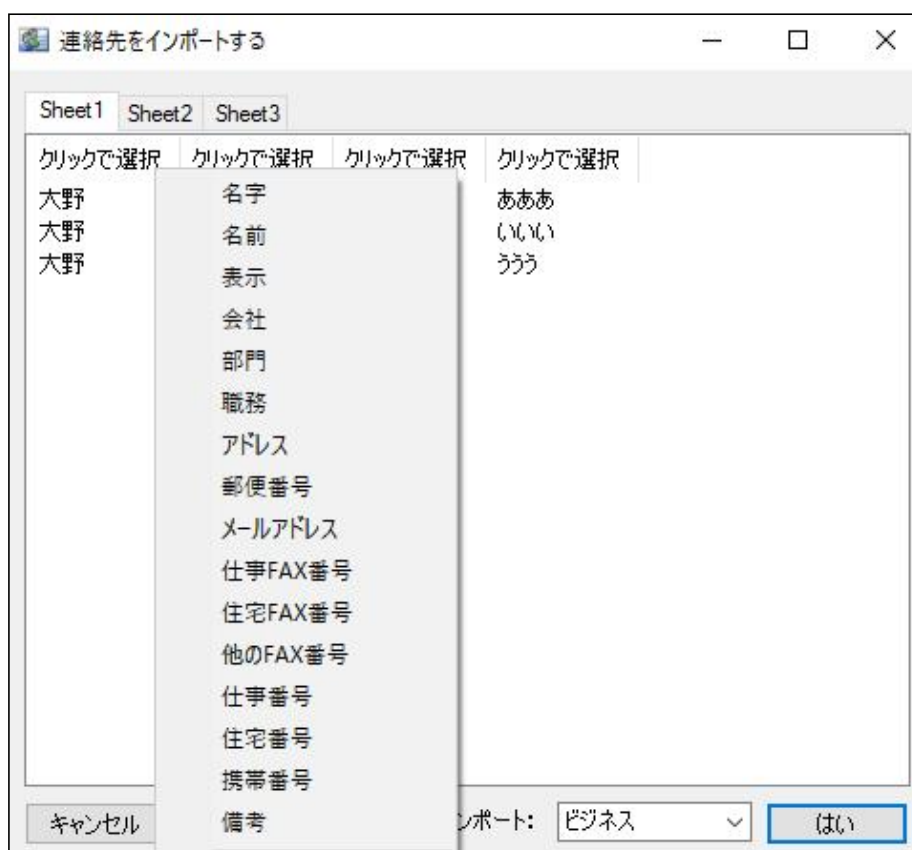 連絡先をインポートする
Sheet1 Sheet2 Sheet3
クリックで選択 クリックで選択 クリックで選択 クリックで選択
大野 あああ
大野 いいい
大野 ううう
名字
名前
表示
会社
部門
職務
アドレス
郵便番号
メールアドレス
仕事FAX番号
住宅FAX番号
他のFAX番号
仕事番号
住宅番号
携帯番号
備考
キャンセル ンポート: ビジネス はい